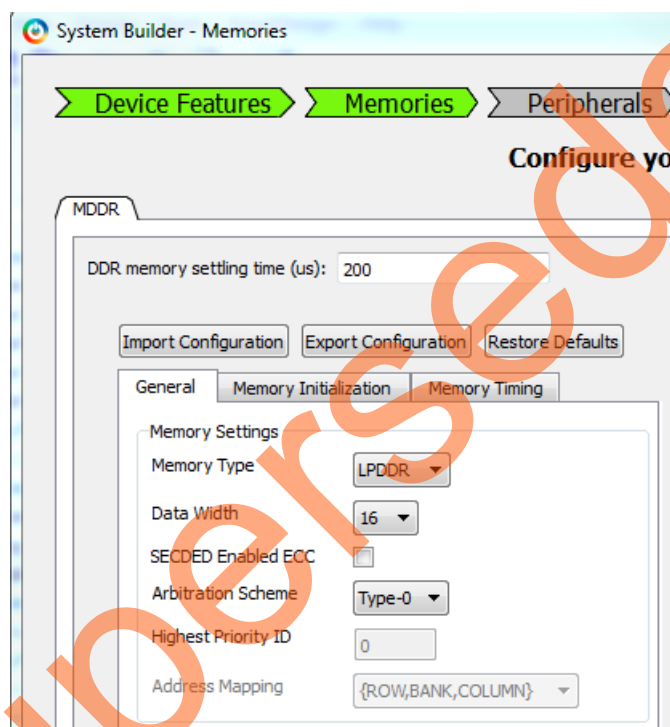 System Builder - Memories
Device Features Memories Peripherals
Configure yo
MDDR
DDR memory settling time (us): 200
Import Configuration Export Configuration Restore Defaults
General Memory Initialization Memory Timing
Memory Settings
Memory Type LPDDR
Data Width 16
SECDED Enabled ECC
Arbitration Scheme Type-0
Highest Priority ID 0
Address Mapping {ROW,BANK,COLUMN}